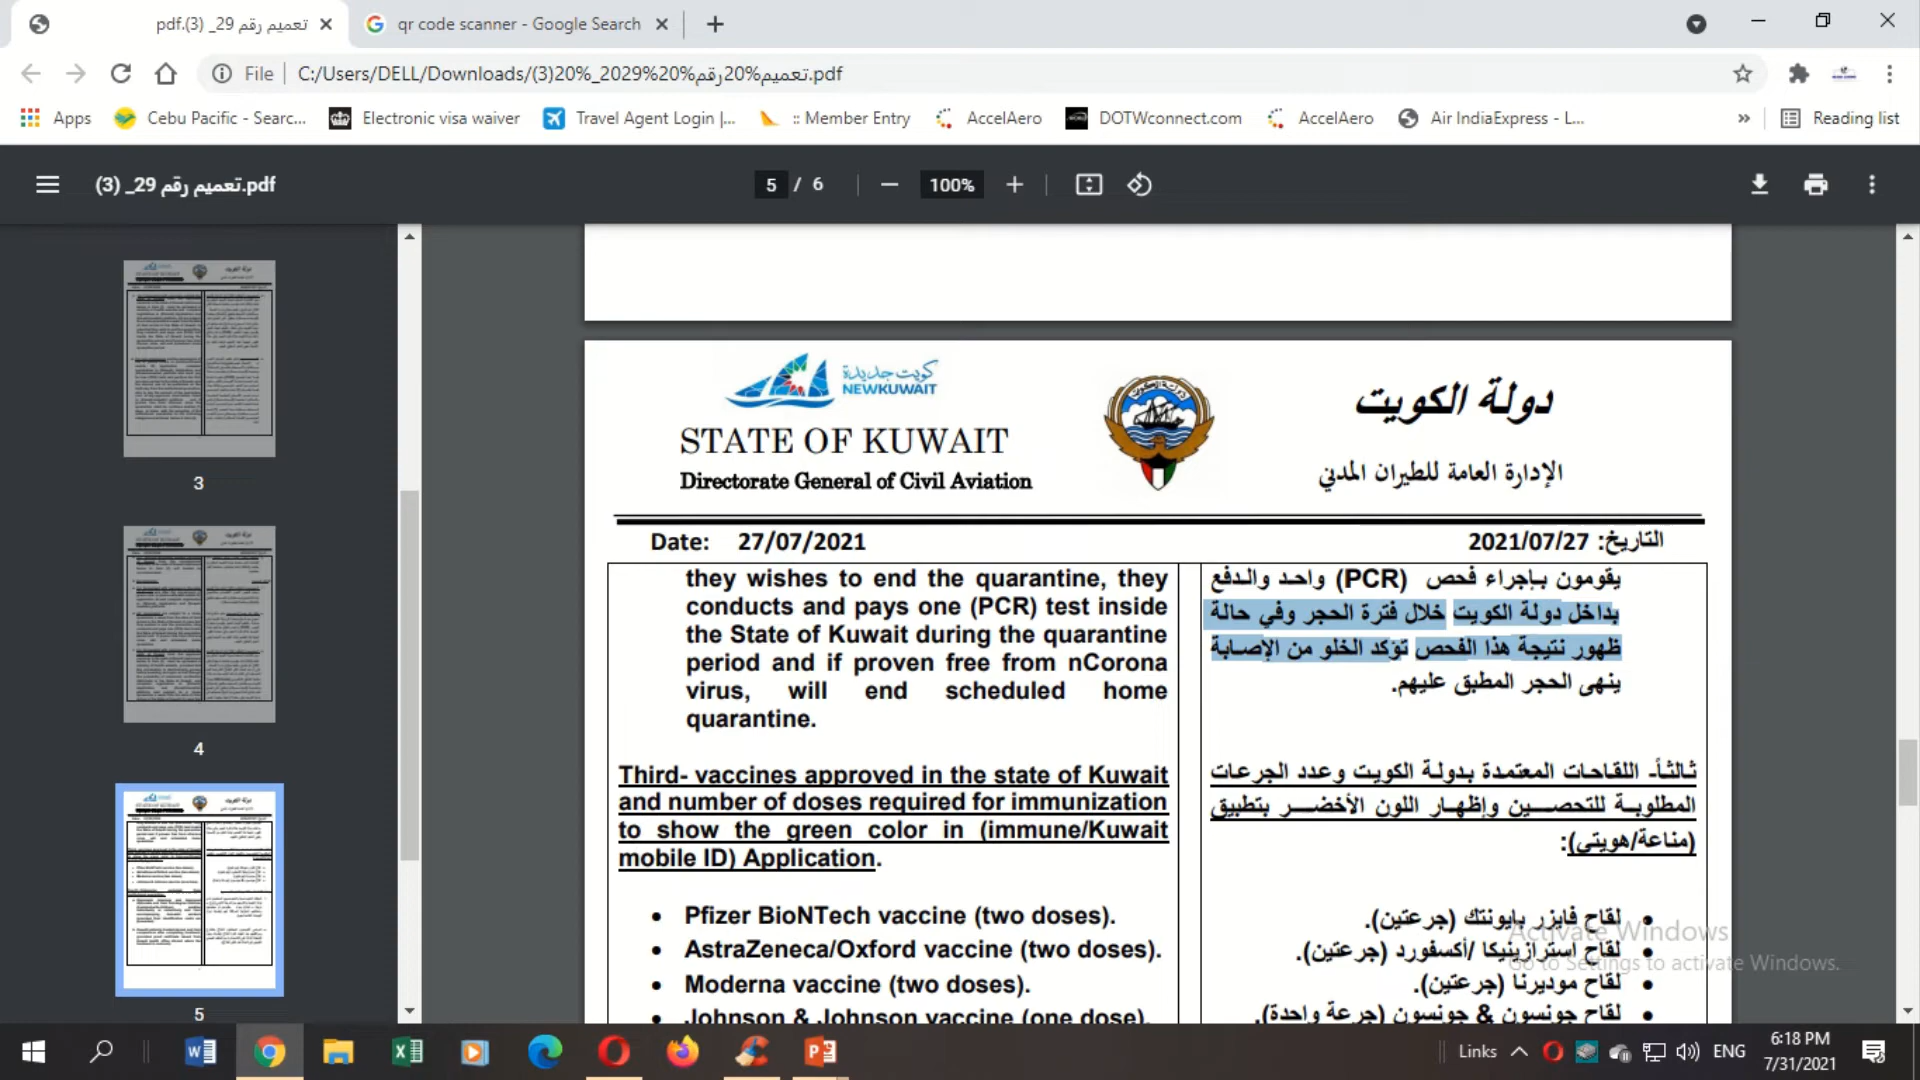 تعميم رقم 29_ (3).pdf
qr code scanner - Google Search
File
C:/Users/DELL/Downloads/(3)20%_2029%20%تعميم%20رقم.pdf
Apps
Cebu Pacific - Searc...
Electronic visa waiver
Travel Agent Login |...
:: Member Entry
AccelAero
DOTWconnect.com
AccelAero
Air IndiaExpress - L...
»
Reading list
تعميم رقم 29_ (3).pdf
5 / 6
100%
3
4
5
كويت جديدة
NEWKUWAIT
STATE OF KUWAIT
Directorate General of Civil Aviation
دولة الكويت
الإدارة العامة للطيران المدني
Date: 27/07/2021
التاريخ: 2021/07/27
they wishes to end the quarantine, they
conducts and pays one (PCR) test inside
the State of Kuwait during the quarantine
period and if proven free from nCorona
virus, will end scheduled home
quarantine.
Third- vaccines approved in the state of Kuwait
and number of doses required for immunization
to show the green color in (immune/Kuwait
mobile ID) Application.
• Pfizer BioNTech vaccine (two doses).
• AstraZeneca/Oxford vaccine (two doses).
• Moderna vaccine (two doses).
• Johnson & Johnson vaccine (one dose).
يقومون بإجراء فحص (PCR) واحد والدفع
بداخل دولة الكويت خلال فترة الحجر وفي حالة
ظهور نتيجة هذا الفحص تؤكد الخلو من الإصابة
ينهى الحجر المطبق عليهم.
ثالثاً- اللقاحات المعتمدة بدولة الكويت وعدد الجرعات
المطلوبة للتحصين وإظهار اللون الأخضر بتطبيق
(مناعة/هويتي):
• لقاح فايزر بايونتك (جرعتين).
• لقاح استرازينيكا /أكسفورد (جرعتين).
• لقاح موديرنا (جرعتين).
• لقاح جونسون & جونسون (جرعة واحدة).
Activate Windows
Go to Settings to activate Windows.
Links
ENG
6:18 PM
7/31/2021